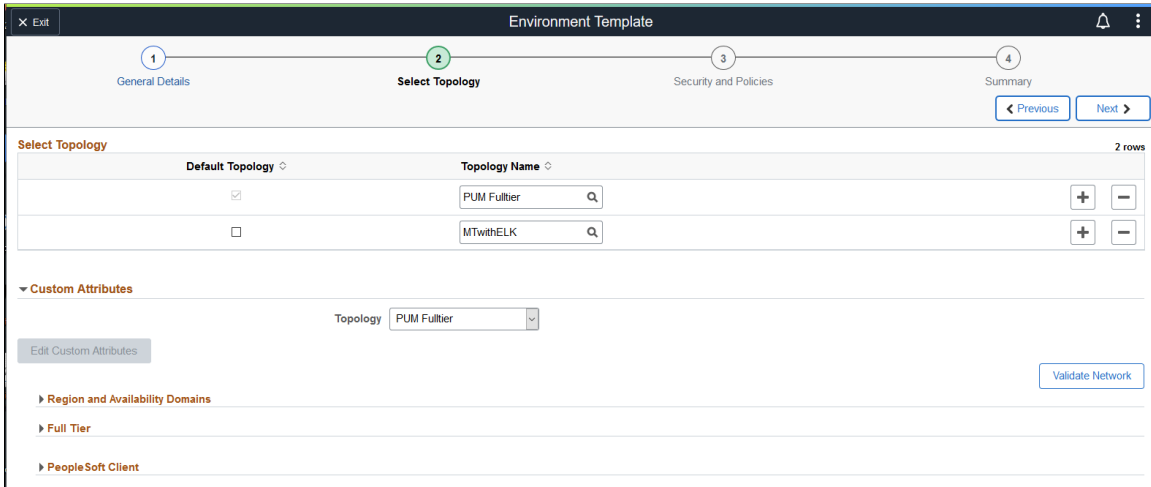 Exit
Environment Template
1
2
3
4
General Details
Select Topology
Security and Policies
Summary
Previous
Next
Select Topology
2 rows
Default Topology
Topology Name
PUM Fulltier
MTwithELK
Custom Attributes
Topology
PUM Fulltier
Edit Custom Attributes
Validate Network
Region and Availability Domains
Full Tier
PeopleSoft Client